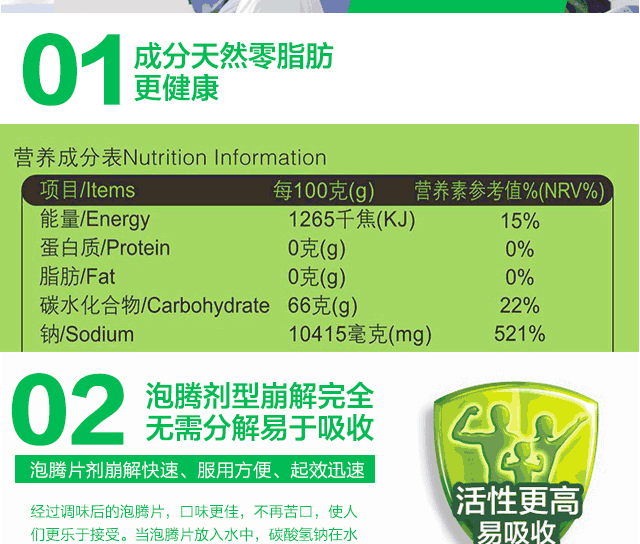 01 成分天然零脂肪
更健康
营养成分表Nutrition Information
项目/Items 每100克(g) 营养素参考值%(NRV%)
能量/Energy 1265千焦(KJ) 15%
蛋白质/Protein 0克(g) 0%
脂肪/Fat 0克(g) 0%
碳水化合物/Carbohydrate 66克(g) 22%
钠/Sodium 10415毫克(mg) 521%
02 泡腾剂型崩解完全
无需分解易于吸收
泡腾片剂崩解快速、服用方便、起效迅速
经过调味后的泡腾片，口味更佳，不再苦口，使人
们更乐于接受。当泡腾片放入水中，碳酸氢钠在水
活性更高
易吸收